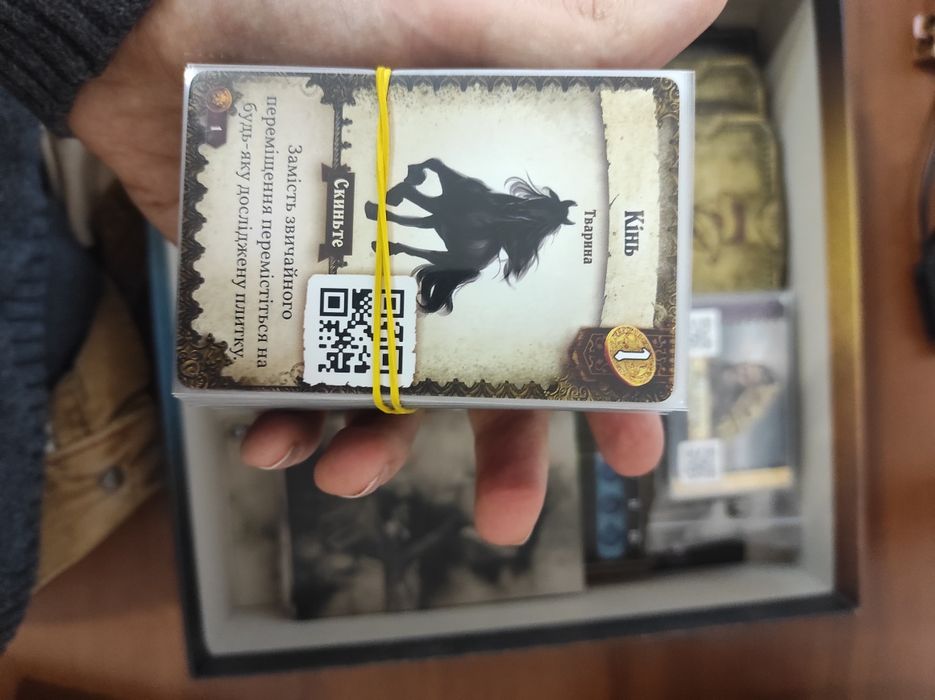 Кінь
Тварина
1
Скиньте
Замість звичайного
переміщення перемістіться на
будь-яку досліджену плитку.
1